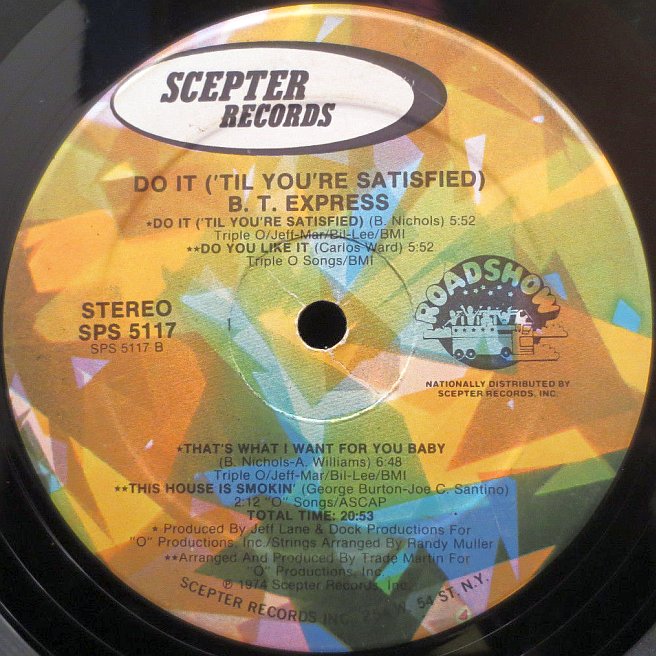 SCEPTER
RECORDS
DO IT ('TIL YOU'RE SATISFIED)
B. T. EXPRESS
★DO IT ('TIL YOU'RE SATISFIED) (B. Nichols) 5:52
Triple O/Jeff-Mar/Bil-Lee/BMI
★★DO YOU LIKE IT (Carlos Ward) 5:52
Triple O Songs/BMI
STEREO
SPS 5117
SPS 5117 B
ROADSHOW
NATIONALLY DISTRIBUTED BY
SCEPTER RECORDS, INC.
★THAT'S WHAT I WANT FOR YOU BABY
(B. Nichols-A. Williams) 6:48
Triple O/Jeff-Mar/Bil-Lee/BMI
★★THIS HOUSE IS SMOKIN' (George Burton-Joe C. Santino)
2:12 "O" Songs/ASCAP
TOTAL TIME: 20:53
★ Produced By Jeff Lane & Dock Productions For
"O" Productions, Inc./Strings Arranged By Randy Muller
★★Arranged And Produced By Trade Martin For
"O" Productions, Inc.
℗ 1974 Scepter Records, Inc.
SCEPTER RECORDS INC. W. 54 ST. N.Y.